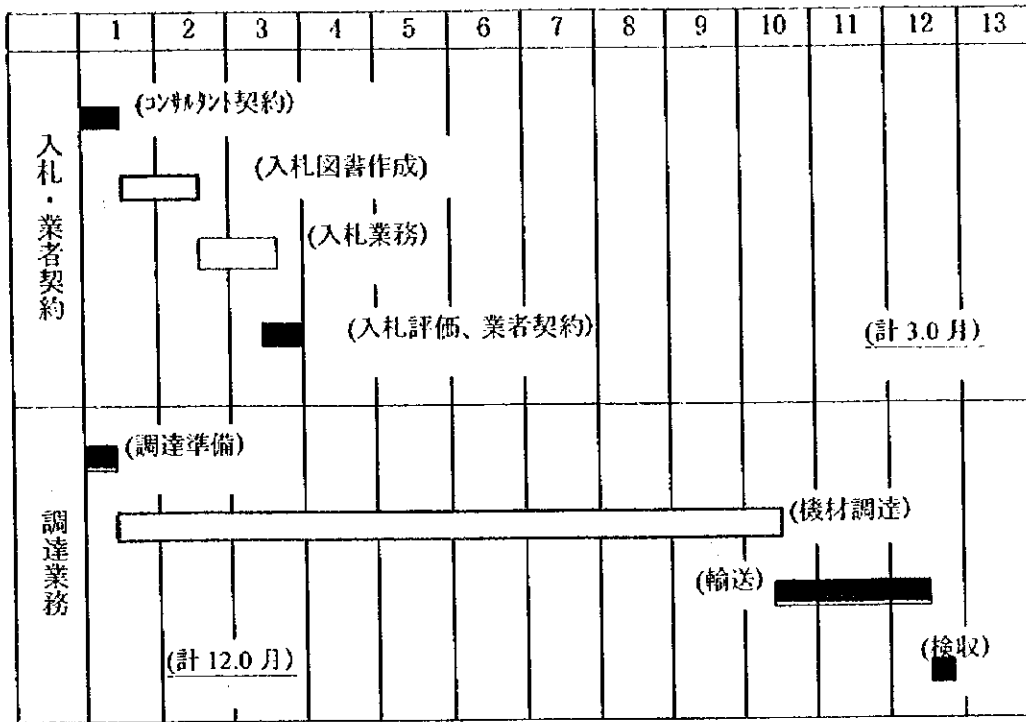 1 2 3 4 5 6 7 8 9 10 11 12 13
入札・業者契約
(コンサルタント契約)
(入札図書作成)
(入札業務)
(入札評価、業者契約)
(計 3.0 月)
調達業務
(調達準備)
(機材調達)
(輸送)
(検収)
(計 12.0 月)